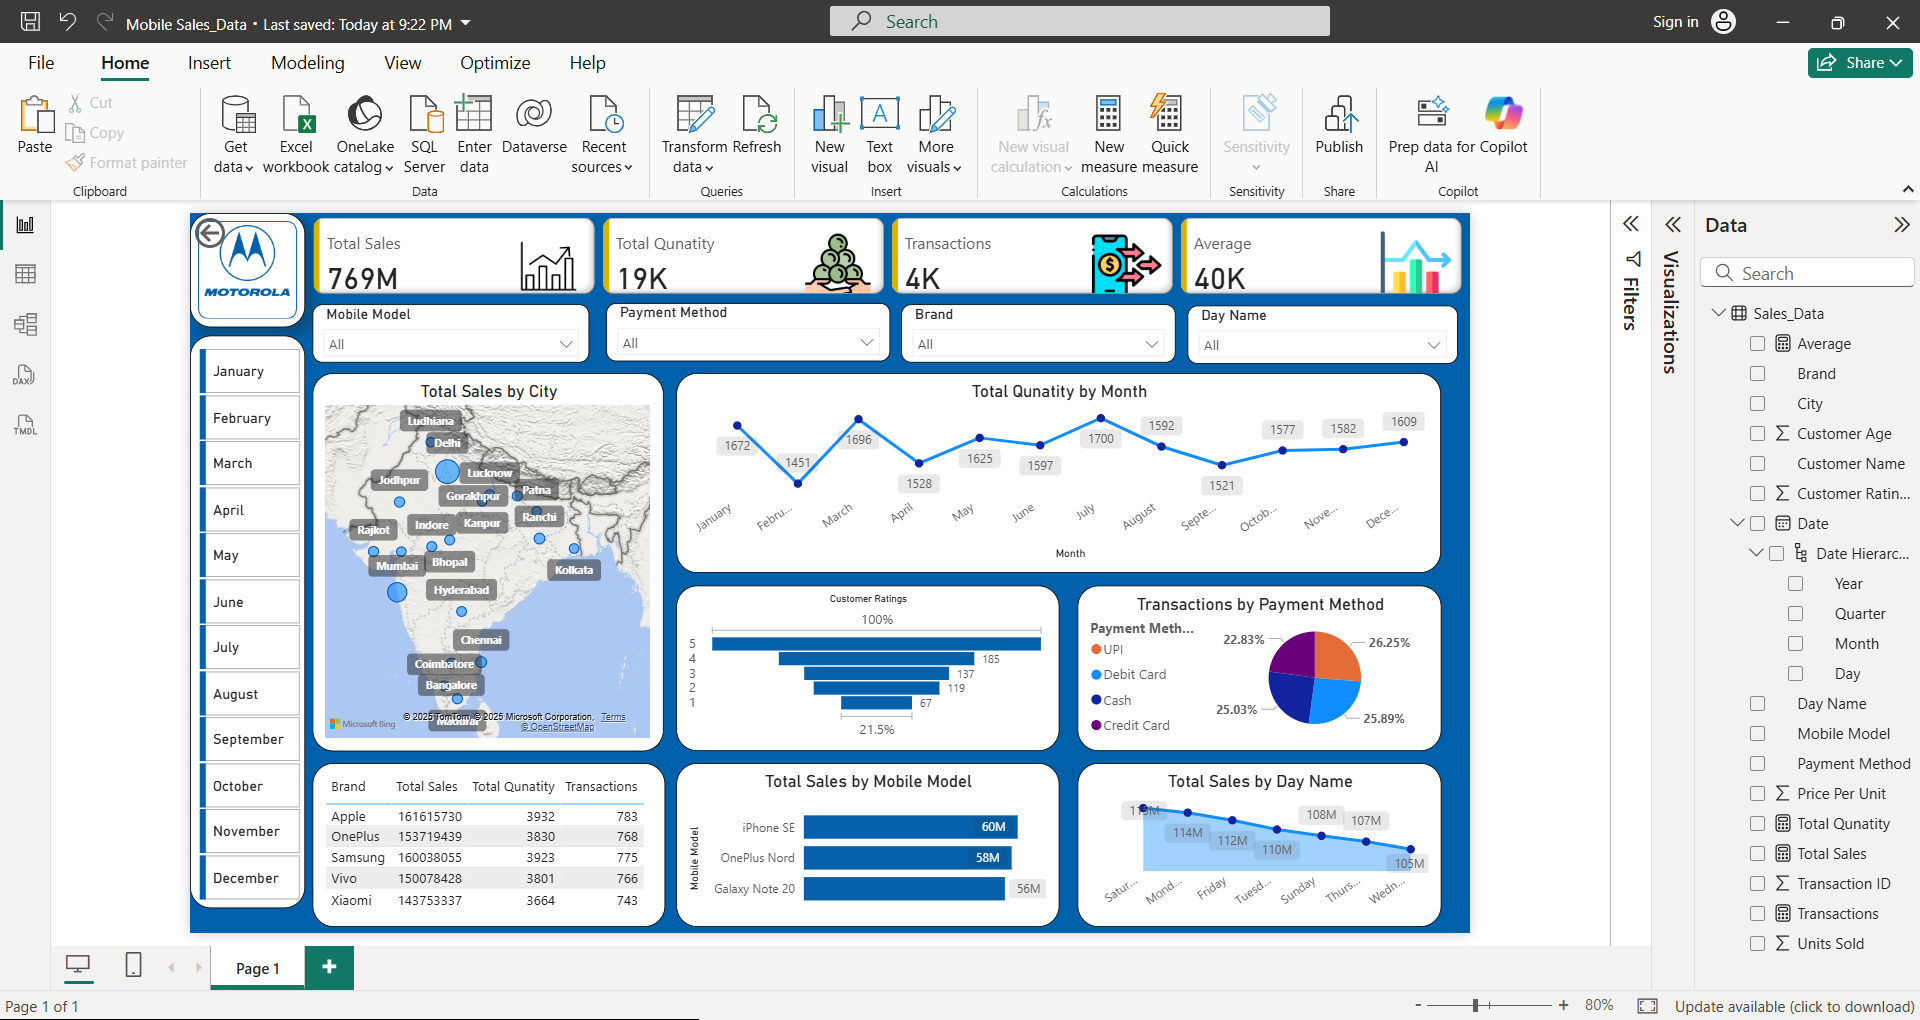 Mobile Sales_Data • Last saved: Today at 9:22 PM
Search
Sign in
File Home Insert Modeling View Optimize Help
Share
Paste
Cut
Copy
Format painter
Clipboard
Get data
Excel workbook
OneLake catalog
SQL Server
Enter data
Dataverse
Recent sources
Data
Transform data
Refresh
Queries
New visual
Text box
More visuals
Insert
New visual calculation
New measure
Quick measure
Calculations
Sensitivity
Sensitivity
Publish
Share
Prep data for AI
Copilot
Copilot
MOTOROLA
Total Sales
769M
Total Qunatity
19K
Transactions
4K
Average
40K
Mobile Model
All
Payment Method
All
Brand
All
Day Name
All
January
February
March
April
May
June
July
August
September
October
November
December
Total Sales by City
Ludhiana
Delhi
Lucknow
Jodhpur
Gorakhpur
Patna
Ranchi
Rajkot
Indore
Kanpur
Mumbai
Bhopal
Kolkata
Hyderabad
Chennai
Coimbatore
Bangalore
Madurai
Microsoft Bing
© 2025 TomTom, © 2025 Microsoft Corporation, Terms
© OpenStreetMap
Total Qunatity by Month
1672
1451
1696
1528
1625
1597
1700
1592
1521
1577
1582
1609
January Febru... March April May June July August Septe... Octob... Nove... Dece...
Month
Customer Ratings
100%
5
4 185
3 137
2 119
1 67
21.5%
Transactions by Payment Method
Payment Meth...
UPI
Debit Card
Cash
Credit Card
22.83%
26.25%
25.03%
25.89%
Brand Total Sales Total Qunatity Transactions
Apple 161615730 3932 783
OnePlus 153719439 3830 768
Samsung 160038055 3923 775
Vivo 150078428 3801 766
Xiaomi 143753337 3664 743
Total Sales by Mobile Model
Mobile Model
iPhone SE 60M
OnePlus Nord 58M
Galaxy Note 20 56M
Total Sales by Day Name
114M
112M
110M
108M
107M
105M
Satur... Mond... Friday Tuesd... Sunday Thurs... Wedn...
Filters
Visualizations
Data
Search
Sales_Data
Average
Brand
City
Customer Age
Customer Name
Customer Ratin...
Date
Date Hierarc...
Year
Quarter
Month
Day
Day Name
Mobile Model
Payment Method
Price Per Unit
Total Qunatity
Total Sales
Transaction ID
Transactions
Units Sold
DAX
TMDL
Page 1
Page 1 of 1
- + 80%
Update available (click to download)